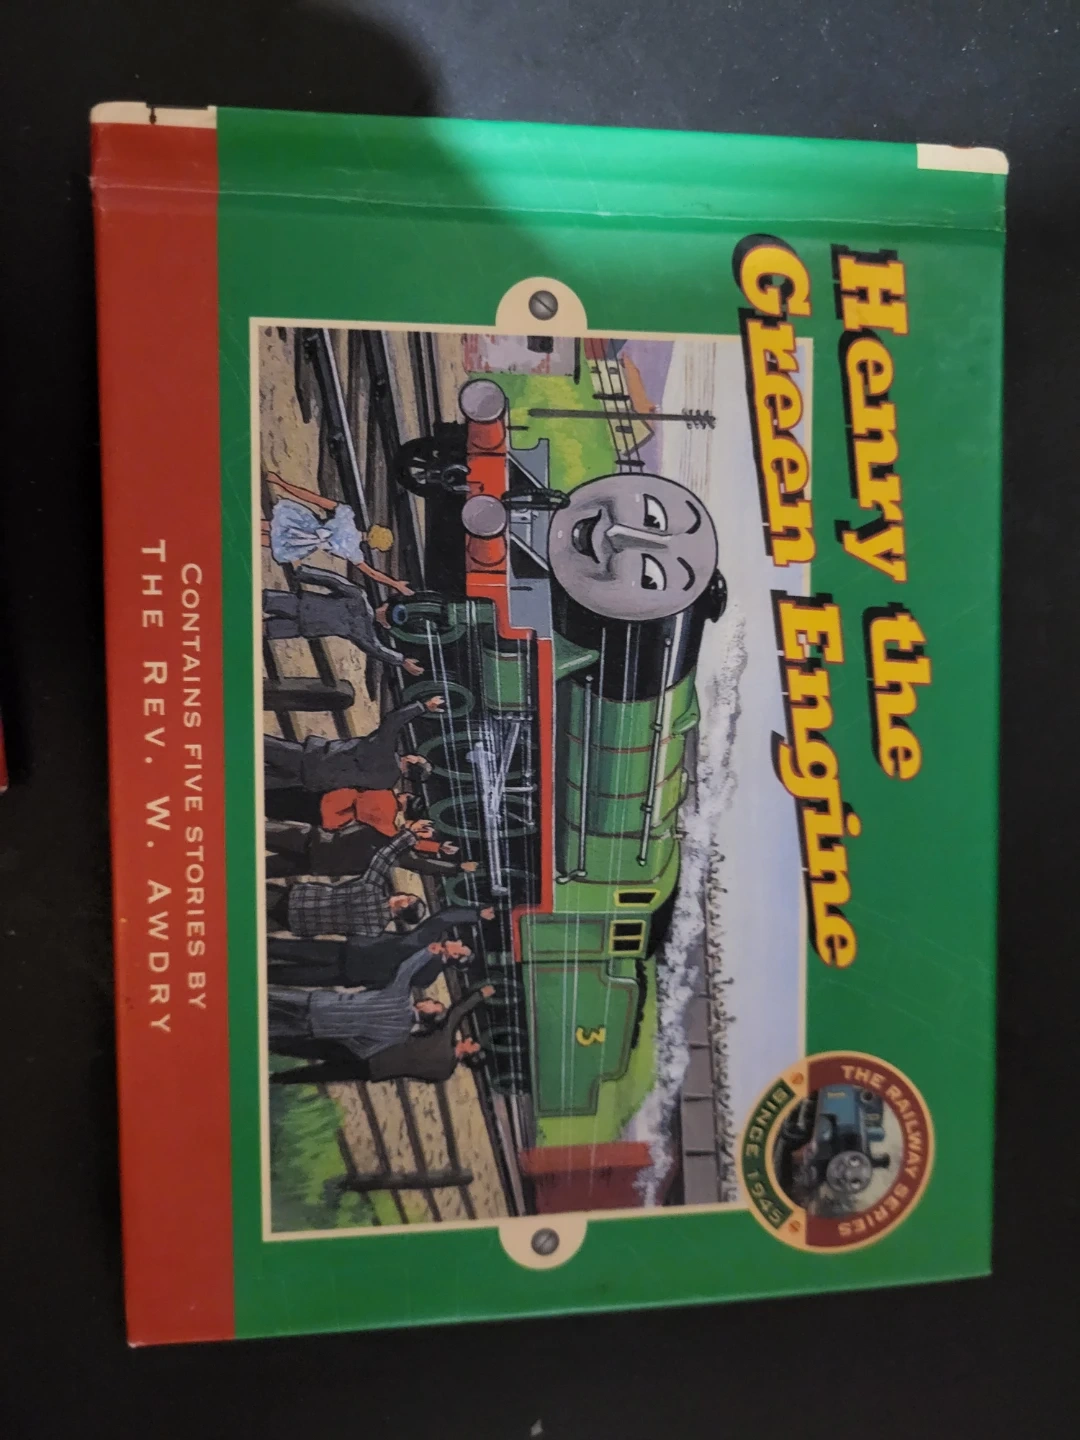 Henry the
Green Engine
THE RAILWAY SERIES
SINCE 1945
3
CONTAINS FIVE STORIES BY
THE REV. W. AWDRY